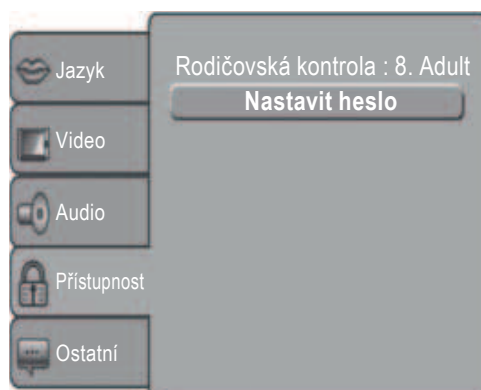 Jazyk
Video
Audio
Přístupnost
Ostatní
Rodičovská kontrola : 8. Adult
Nastavit heslo